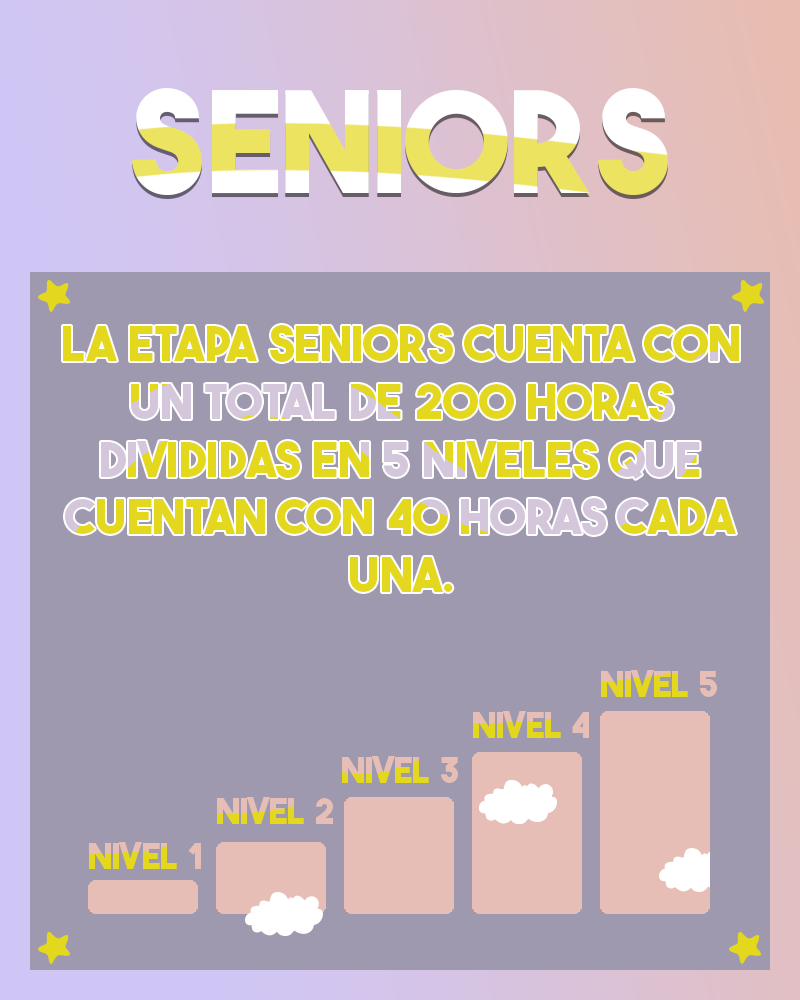 SENIORS
LA ETAPA SENIORS CUENTA CON
UN TOTAL DE 200 HORAS
DIVIDIDAS EN 5 NIVELES QUE
CUENTAN CON 40 HORAS CADA
UNA.
NIVEL 1
NIVEL 2
NIVEL 3
NIVEL 4
NIVEL 5